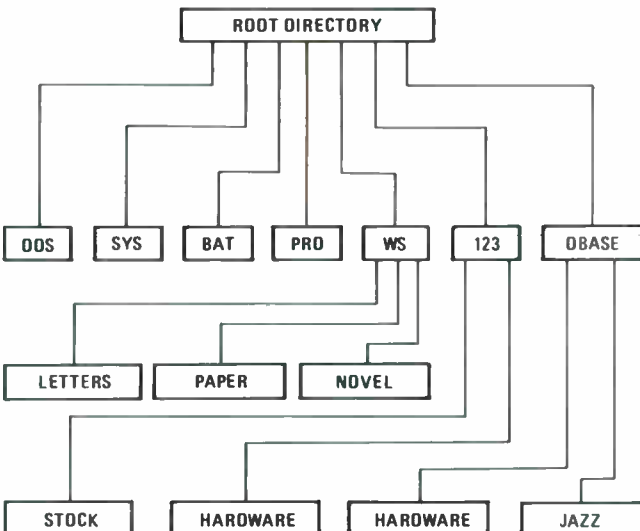 ROOT DIRECTORY
DOS SYS BAT PRO WS 123 DBASE
LETTERS PAPER NOVEL
STOCK HARDWARE HARDWARE JAZZ